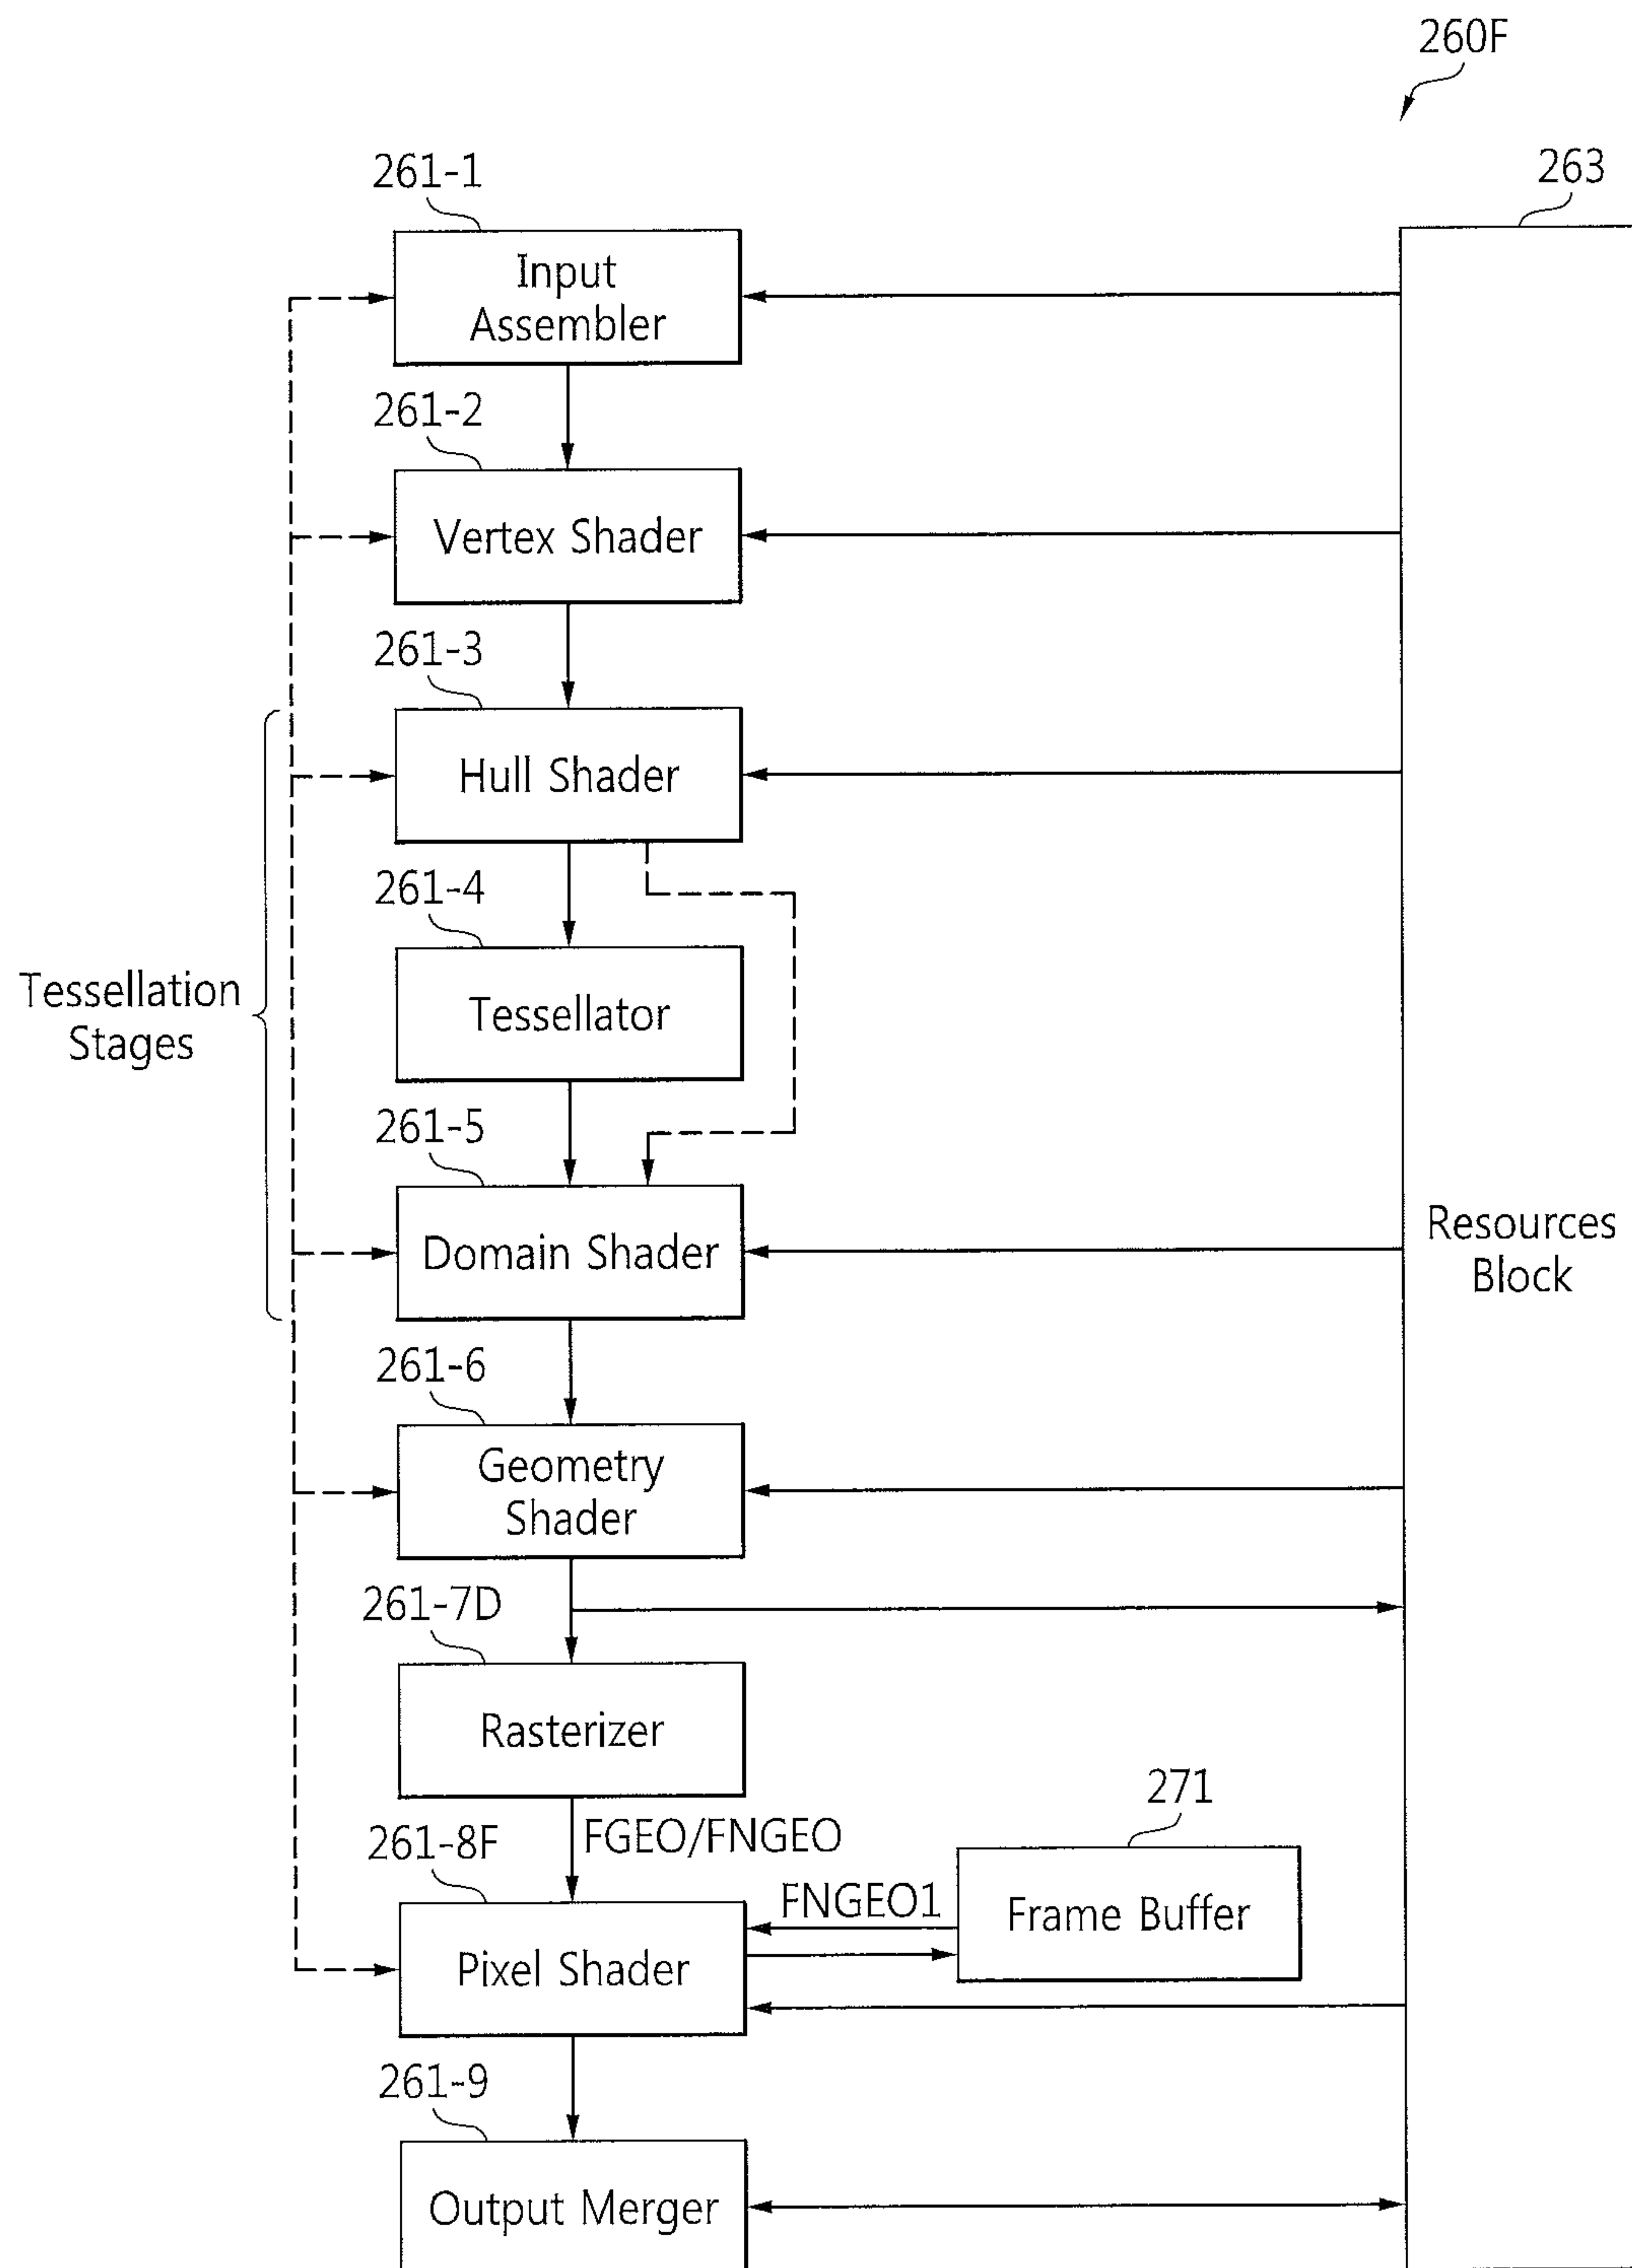 260F
263
261-1
Input
Assembler
261-2
Vertex Shader
261-3
Hull Shader
261-4
Tessellator
Tessellation
Stages
261-5
Domain Shader
Resources
Block
261-6
Geometry
Shader
261-7D
Rasterizer
FGEO/FNGEO
271
261-8F
FNGEO1
Frame Buffer
Pixel Shader
261-9
Output Merger